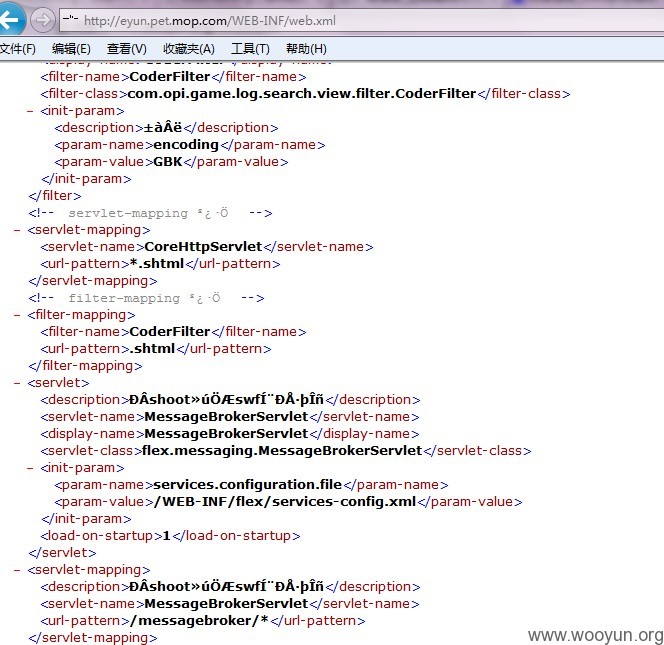 http://eyun.pet.mop.com/WEB-INF/web.xml
文件(F) 编辑(E) 查看(V) 收藏夹(A) 工具(T) 帮助(H)
<filter-name>CoderFilter</filter-name>
<filter-class>com.opi.game.log.search.view.filter.CoderFilter</filter-class>
- <init-param>
<description>±àÂë</description>
<param-name>encoding</param-name>
<param-value>GBK</param-value>
</init-param>
</filter>
<!-- servlet-mapping ²¿·Ö -->
- <servlet-mapping>
<servlet-name>CoreHttpServlet</servlet-name>
<url-pattern>*.shtml</url-pattern>
</servlet-mapping>
<!-- filter-mapping ²¿·Ö -->
- <filter-mapping>
<filter-name>CoderFilter</filter-name>
<url-pattern>.shtml</url-pattern>
</filter-mapping>
- <servlet>
<description>ÐÂshoot»úÖÆswfÍ¨ÐÅ·þÎñ</description>
<servlet-name>MessageBrokerServlet</servlet-name>
<display-name>MessageBrokerServlet</display-name>
<servlet-class>flex.messaging.MessageBrokerServlet</servlet-class>
- <init-param>
<param-name>services.configuration.file</param-name>
<param-value>/WEB-INF/flex/services-config.xml</param-value>
</init-param>
<load-on-startup>1</load-on-startup>
</servlet>
- <servlet-mapping>
<description>ÐÂshoot»úÖÆswfÍ¨ÐÅ·þÎñ</description>
<servlet-name>MessageBrokerServlet</servlet-name>
<url-pattern>/messagebroker/*</url-pattern>
</servlet-mapping>
www.wooyun.org